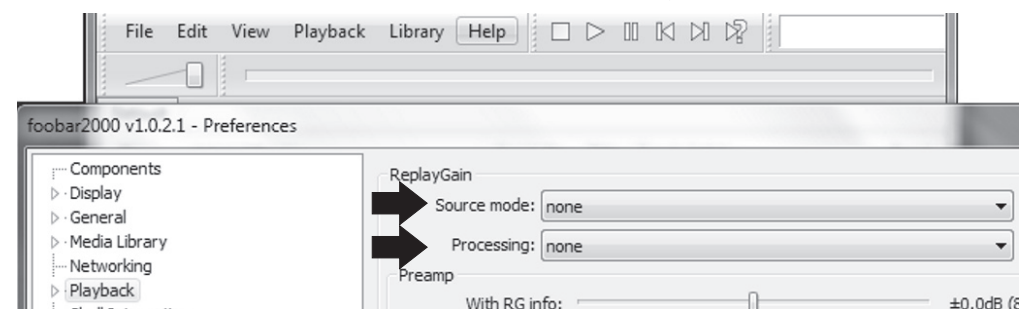 File Edit View Playback Library Help
foobar2000 v1.0.2.1 - Preferences
Components
Display
General
Media Library
Networking
Playback
ReplayGain
Source mode: none
Processing: none
Preamp
With RG info: ±0.0dB (8